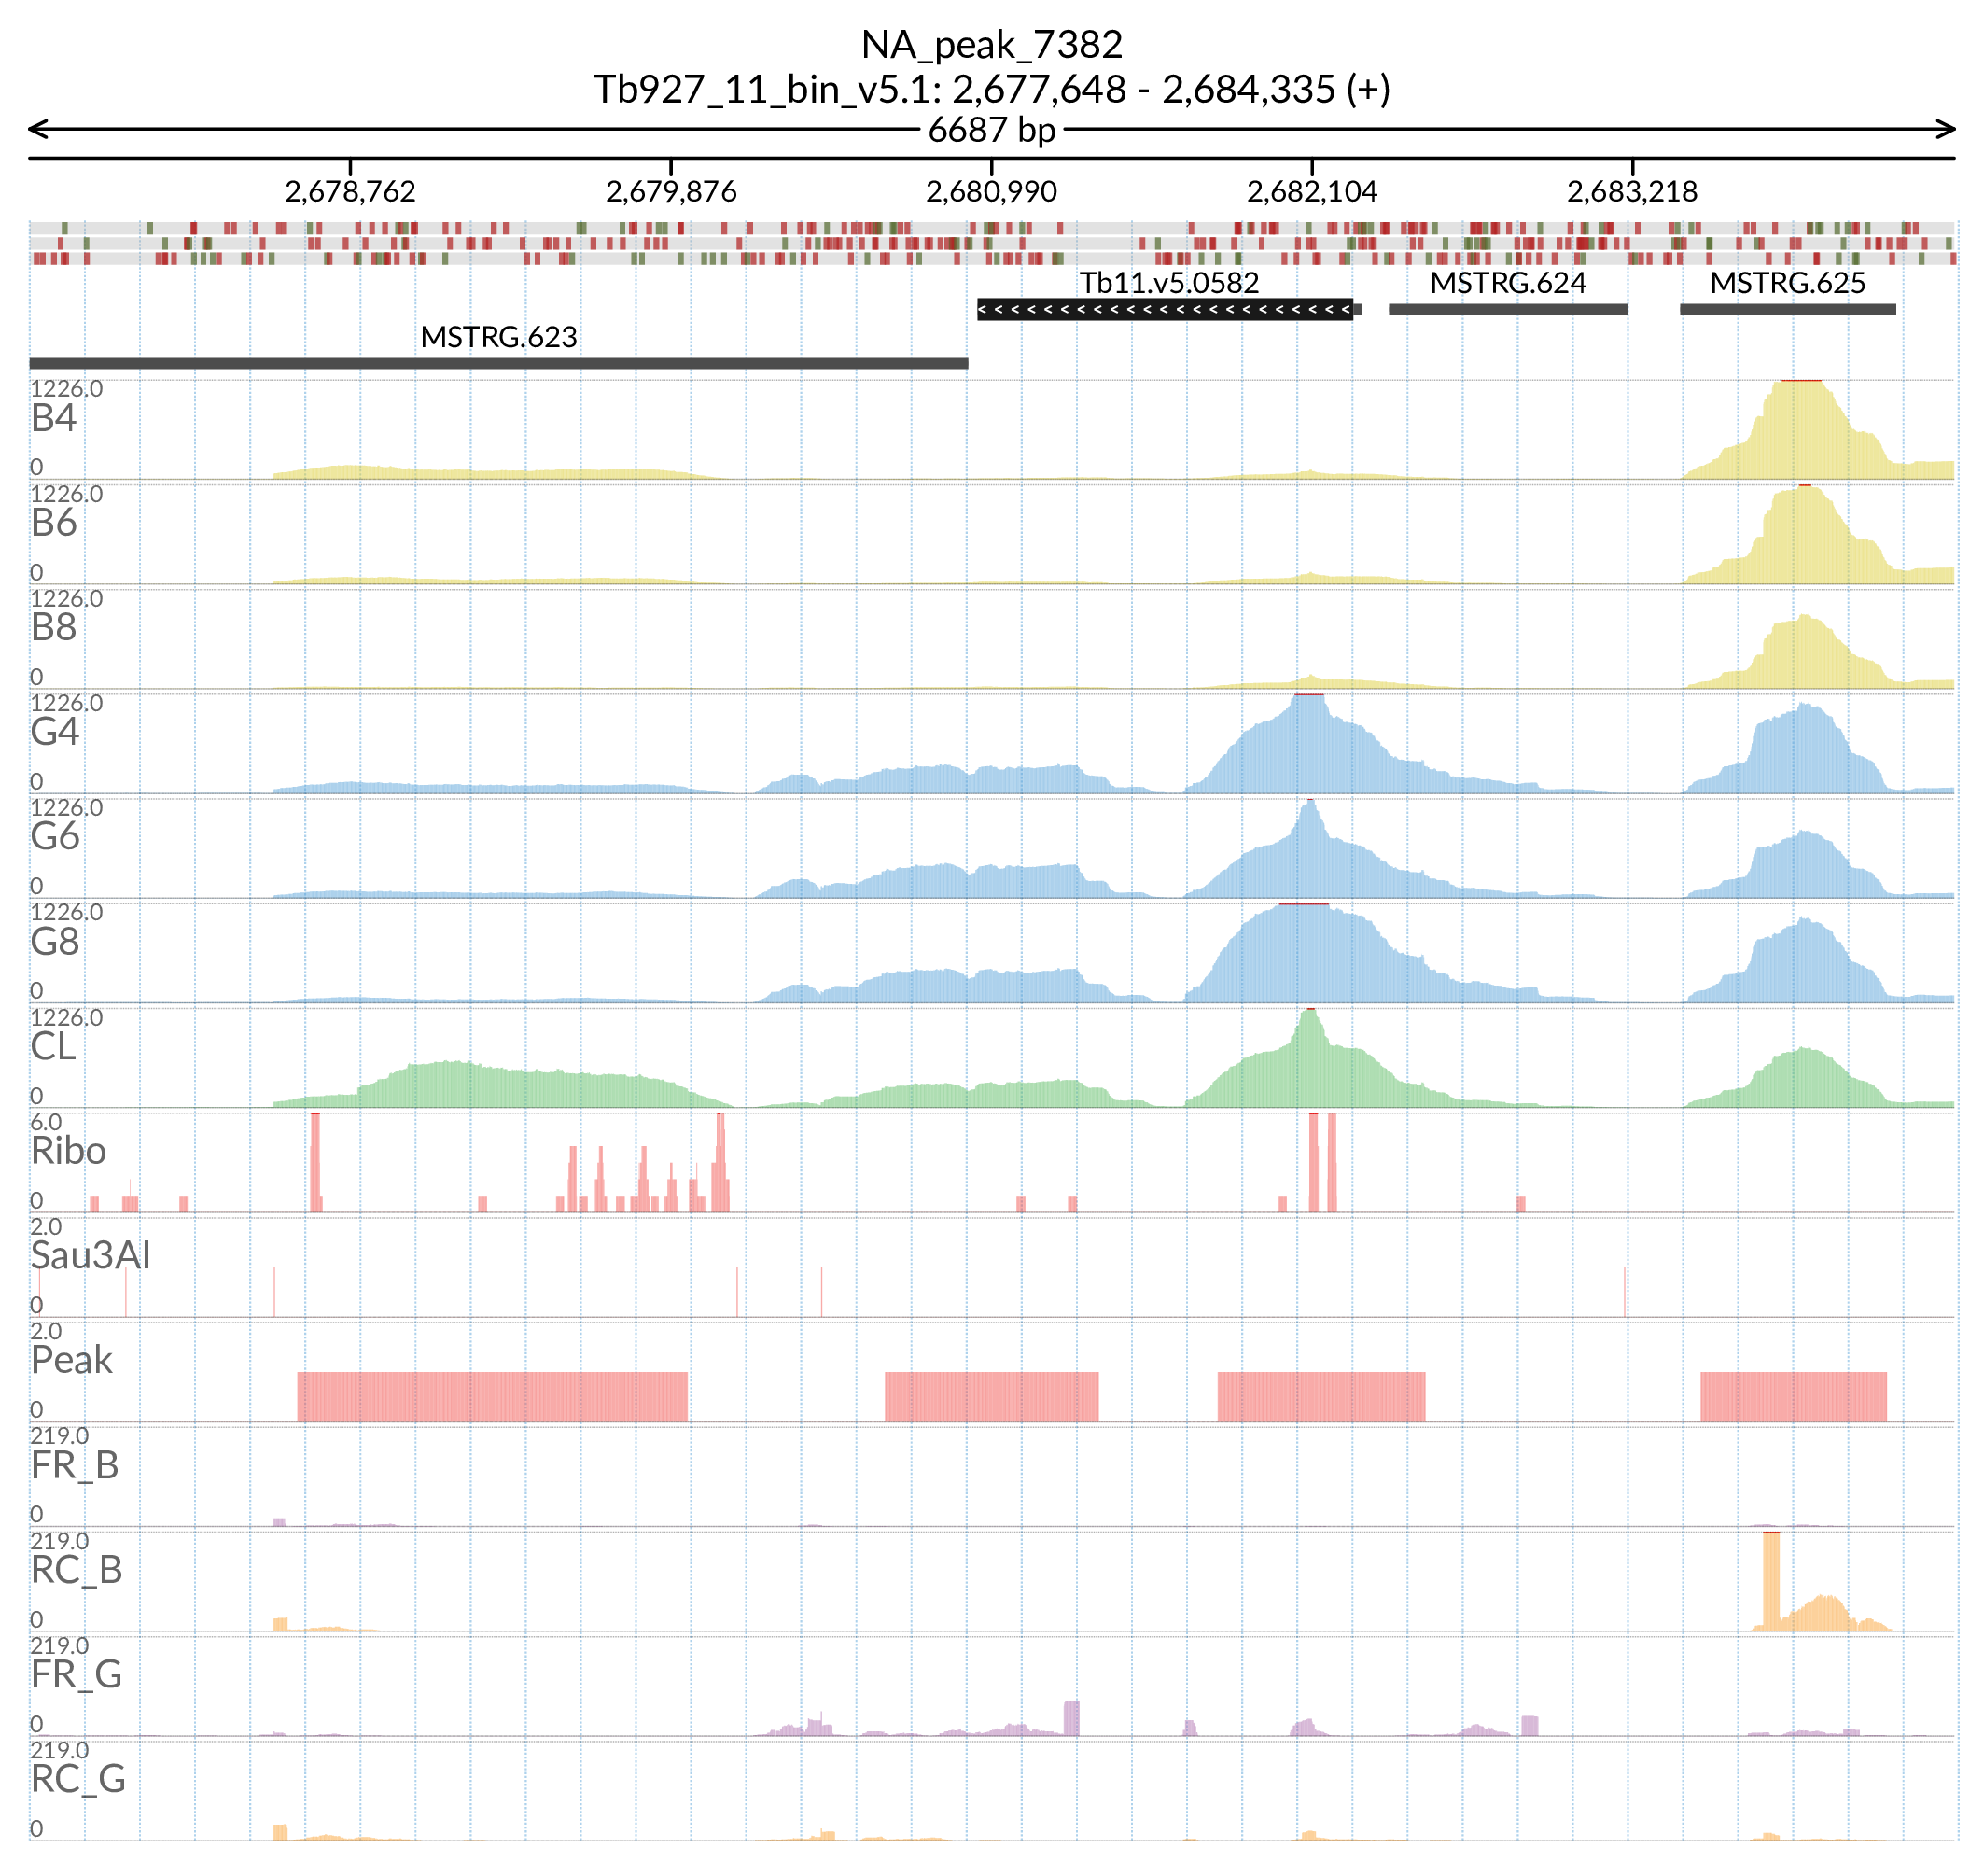 NA_peak_7382
Tb927_11_bin_v5.1: 2,677,648 - 2,684,335 (+)
6687 bp
2,678,762 2,679,876 2,680,990 2,682,104 2,683,218
Tb11.v5.0582 MSTRG.624 MSTRG.625
< < < < < < < < < < < < < < < < < < < < < < <
MSTRG.623
1226.0
B4
0
1226.0
B6
0
1226.0
B8
0
1226.0
G4
0
1226.0
G6
0
1226.0
G8
0
1226.0
CL
0
6.0
Ribo
0
2.0
Sau3AI
0
2.0
Peak
0
219.0
FR_B
0
219.0
RC_B
0
219.0
FR_G
0
219.0
RC_G
0